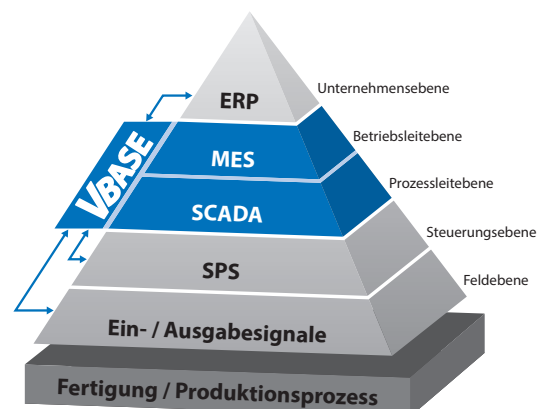 ERP
Unternehmensebene
VBASE
MES
Betriebsleitebene
SCADA
Prozessleitebene
SPS
Steuerungsebene
Ein- / Ausgabesignale
Feldebene
Fertigung / Produktionsprozess